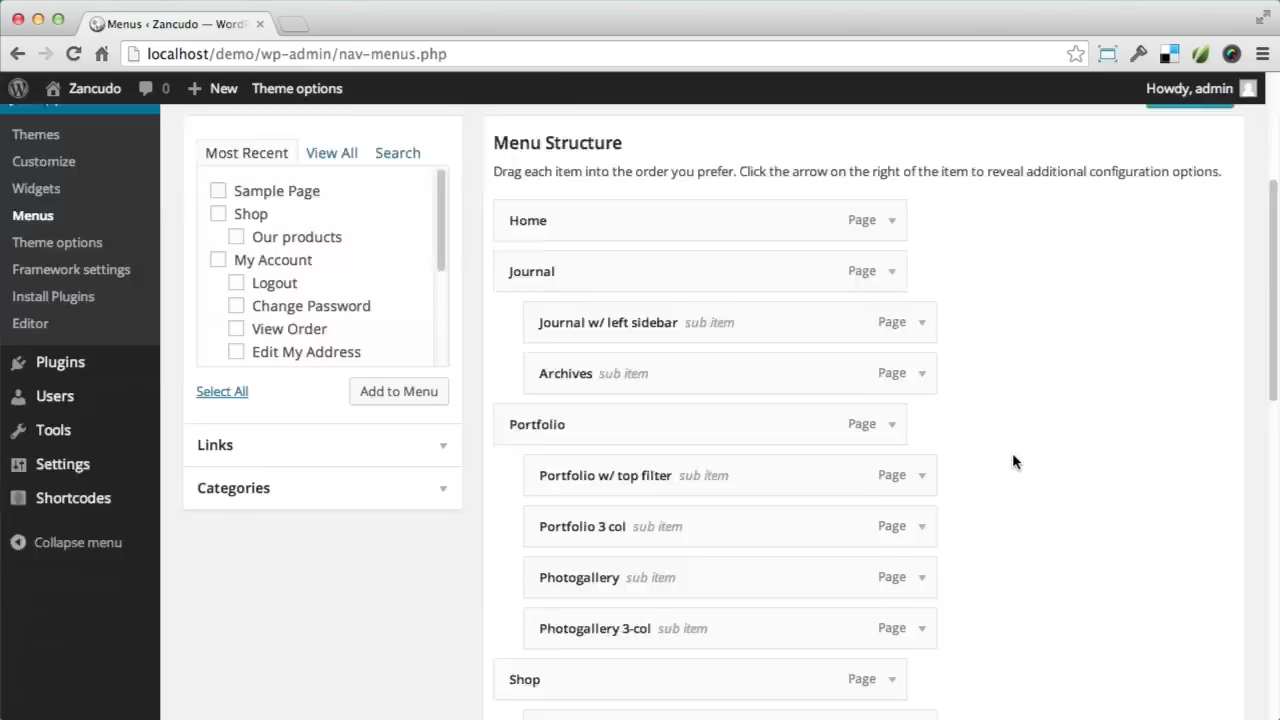 Menus ‹ Zancudo — WordP
localhost/demo/wp-admin/nav-menus.php
Zancudo 0 New Theme options Howdy, admin
Themes
Customize
Widgets
Menus
Theme options
Framework settings
Install Plugins
Editor
Plugins
Users
Tools
Settings
Shortcodes
Collapse menu
Most Recent View All Search
Sample Page
Shop
Our products
My Account
Logout
Change Password
View Order
Edit My Address
Select All Add to Menu
Links
Categories
Menu Structure
Drag each item into the order you prefer. Click the arrow on the right of the item to reveal additional configuration options.
Home Page
Journal Page
Journal w/ left sidebar sub item Page
Archives sub item Page
Portfolio Page
Portfolio w/ top filter sub item Page
Portfolio 3 col sub item Page
Photogallery sub item Page
Photogallery 3-col sub item Page
Shop Page